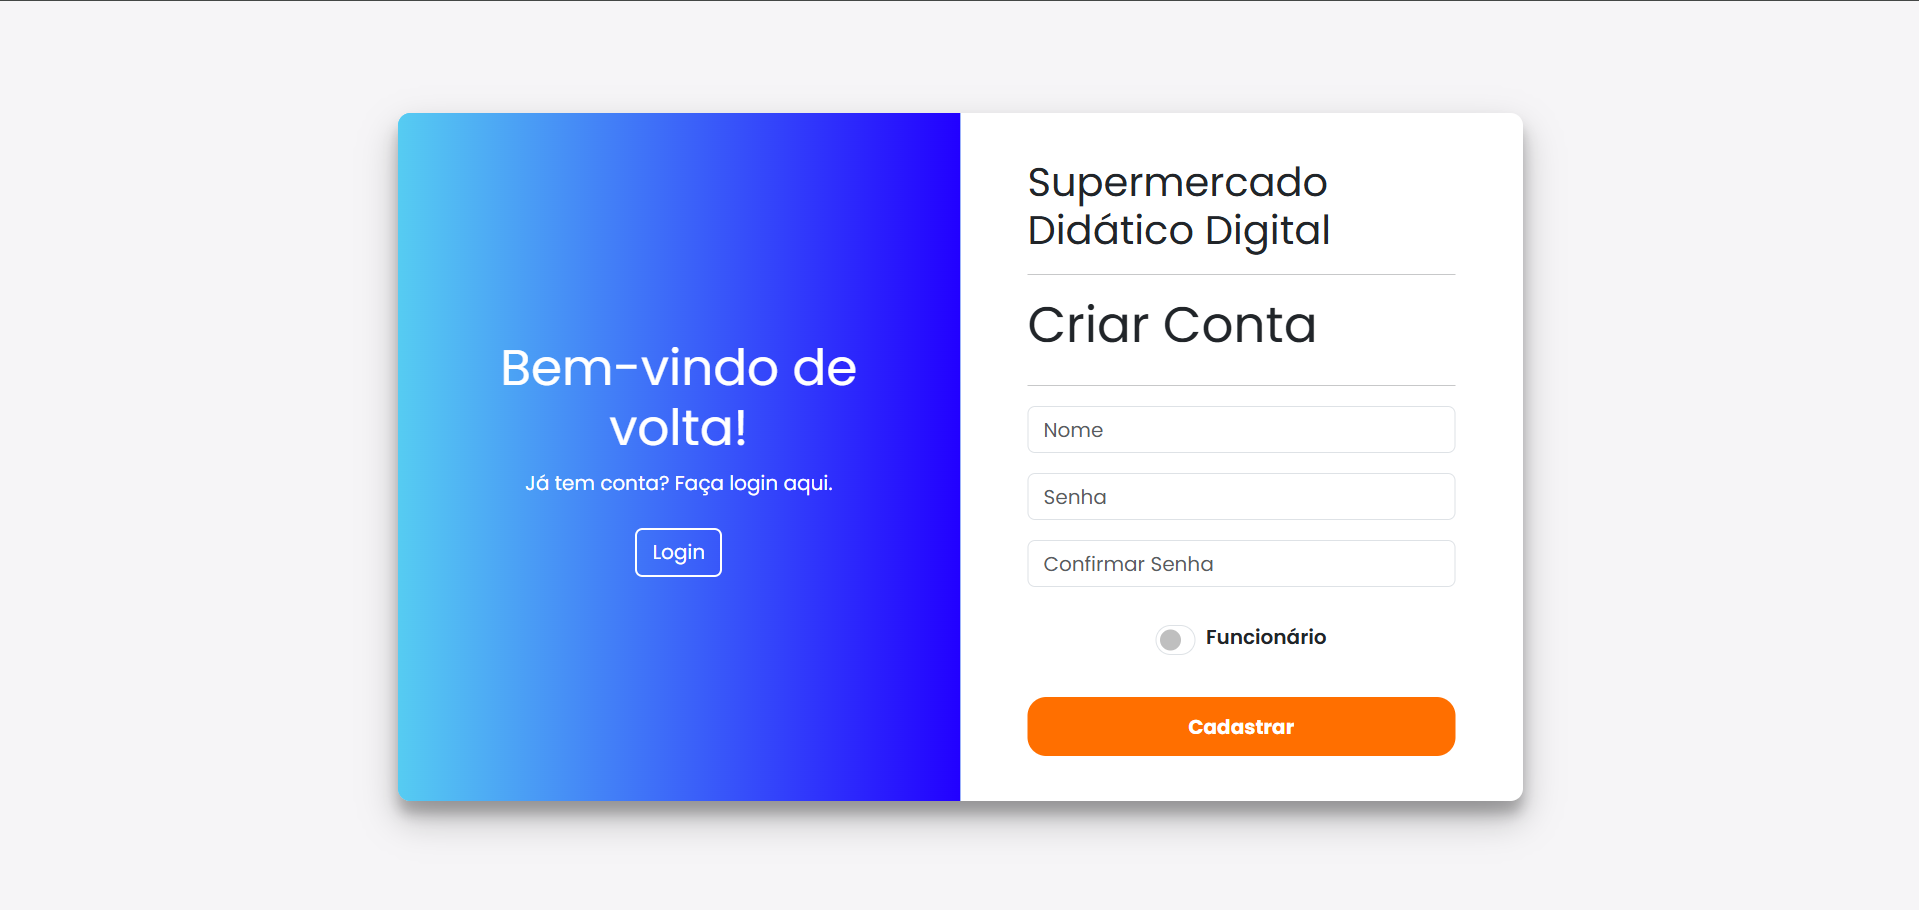 Bem-vindo de
volta!
Já tem conta? Faça login aqui.
Login
Supermercado
Didático Digital
Criar Conta
Nome
Senha
Confirmar Senha
Funcionário
Cadastrar